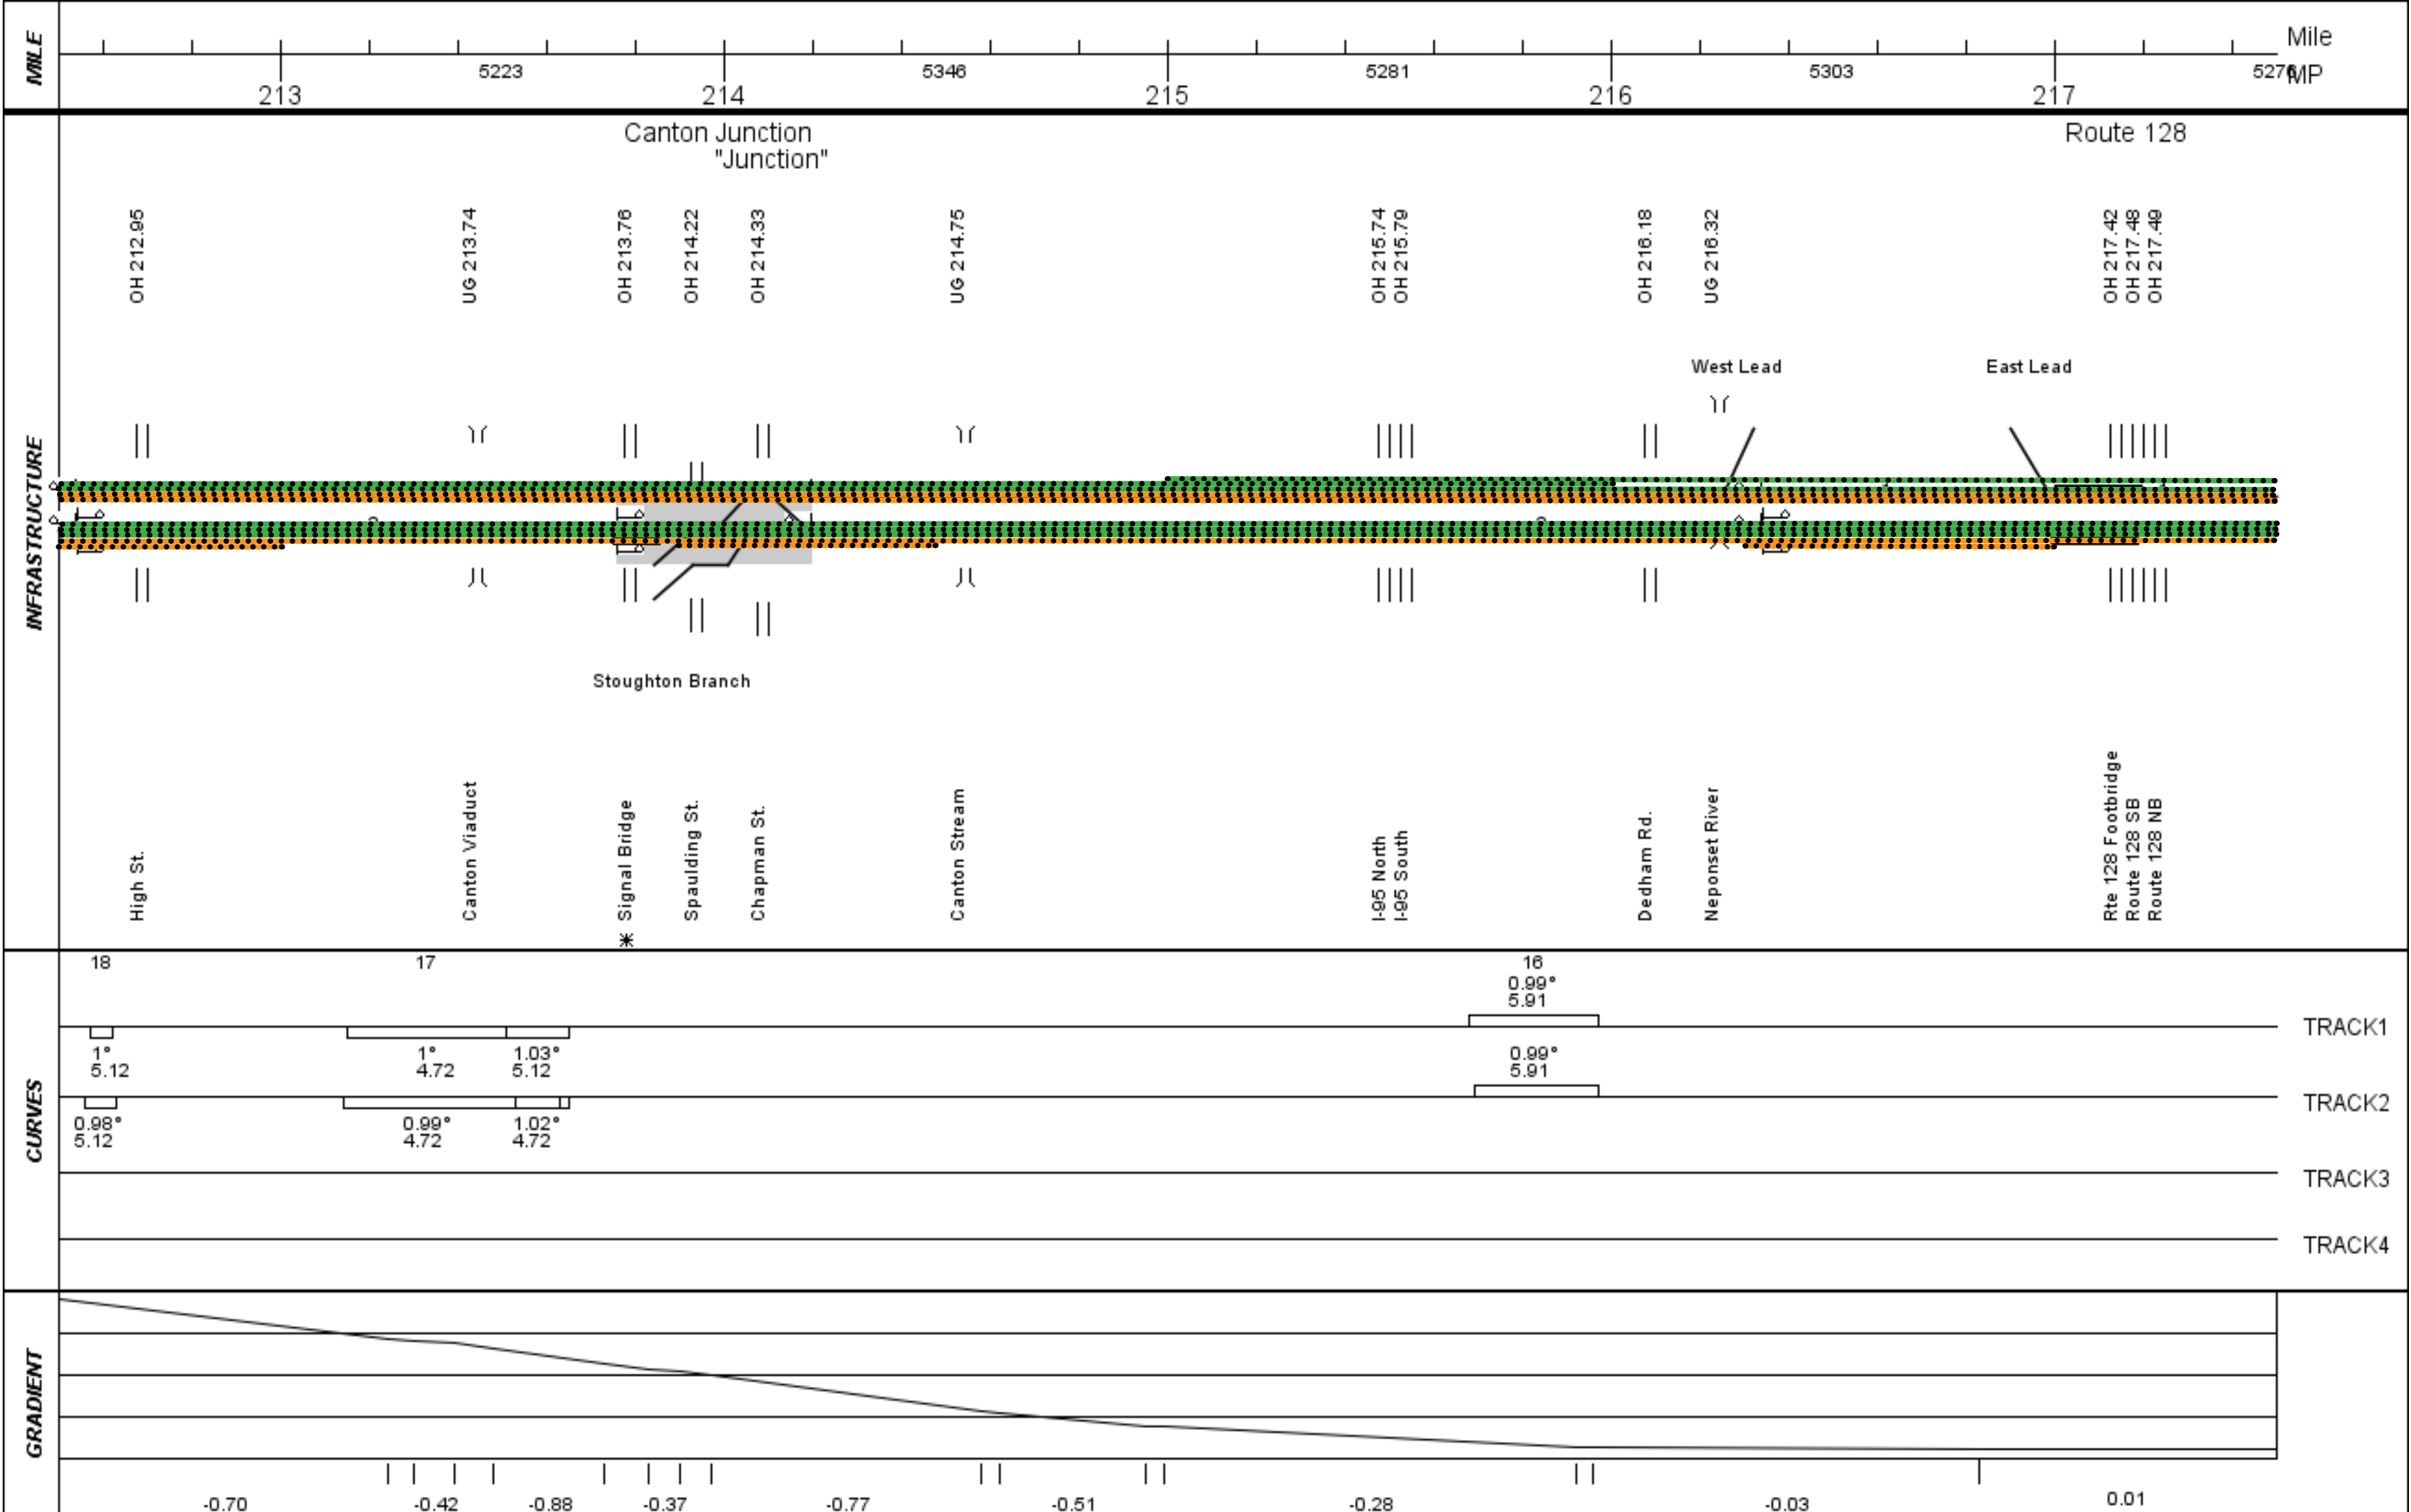 MILE
Mile
5223
5346
5281
5303
5276
MP
213
214
215
216
217
Canton Junction
Route 128
"Junction"
INFRASTRUCTURE
OH 212.95
UG 213.74
OH 213.76
OH 214.22
OH 214.33
UG 214.75
OH 215.74
OH 215.79
OH 216.18
UG 216.32
OH 217.42
OH 217.48
OH 217.49
West Lead
East Lead
Stoughton Branch
High St.
Canton Viaduct
Signal Bridge
Spaulding St.
Chapman St.
Canton Stream
I-95 North
I-95 South
Dedham Rd.
Neponset River
Rte 128 Footbridge
Route 128 SB
Route 128 NB
*
CURVES
18
17
16
0.99°
5.91
TRACK1
1°
5.12
1°
4.72
1.03°
5.12
0.99°
5.91
TRACK2
0.98°
5.12
0.99°
4.72
1.02°
4.72
TRACK3
TRACK4
GRADIENT
-0.70
-0.42
-0.88
-0.37
-0.77
-0.51
-0.28
-0.03
0.01